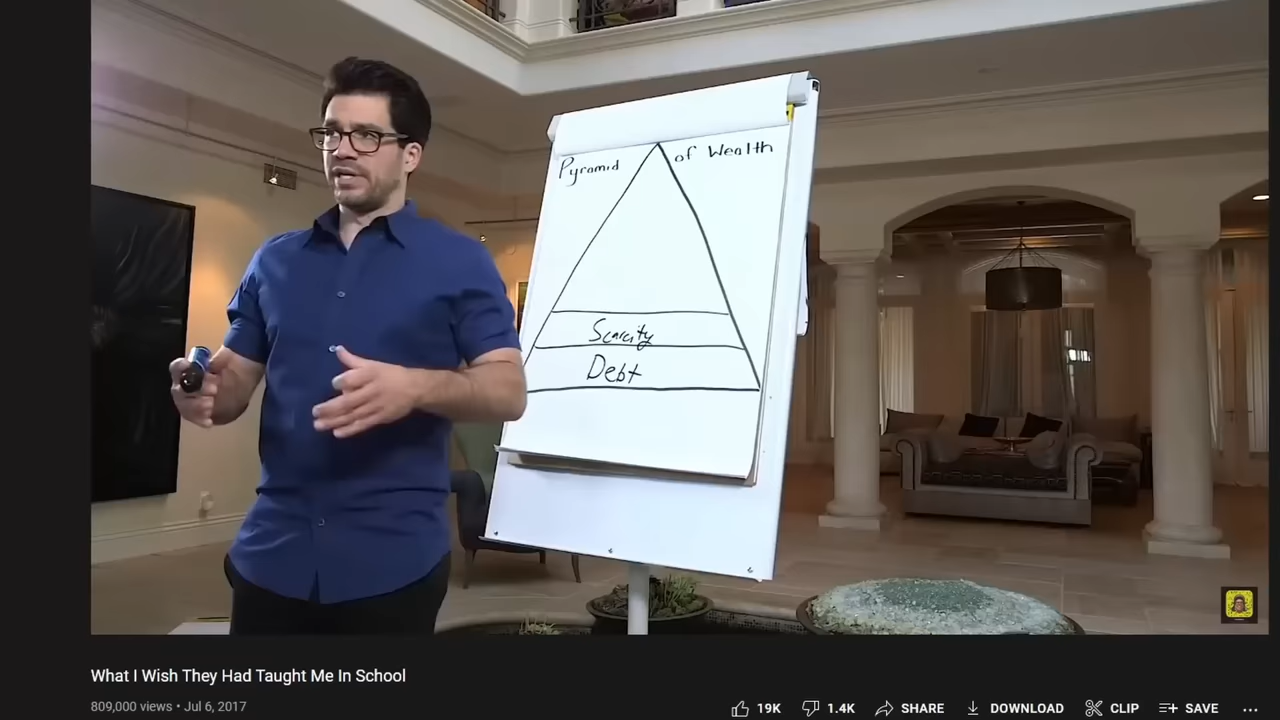 Pyramid of Wealth
Scarcity
Debt
What I Wish They Had Taught Me In School
809,000 views • Jul 6, 2017
19K 1.4K SHARE DOWNLOAD CLIP SAVE ...